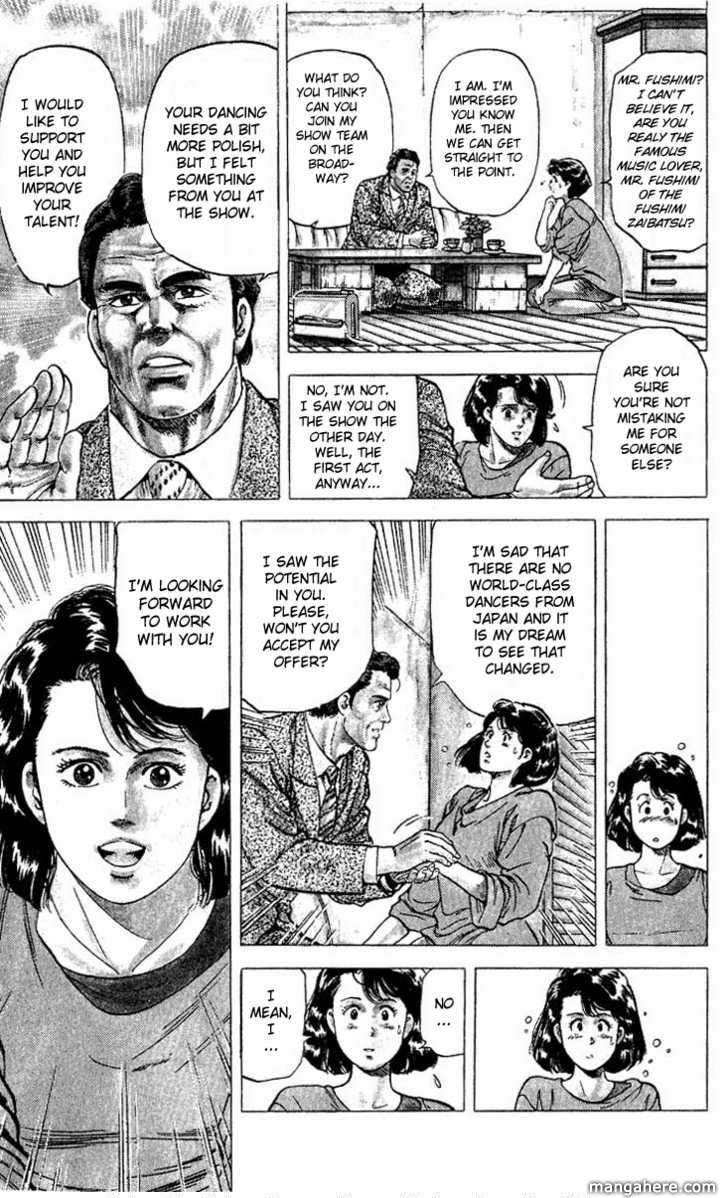 MR. FUSHIMI?
I CAN'T
BELIEVE IT,
ARE YOU
REALY THE
FAMOUS
MUSIC LOVER,
MR. FUSHIMI
OF THE
FUSHIMI
ZAIBATSU?
I AM. I'M
IMPRESSED
YOU KNOW
ME. THEN
WE CAN GET
STRAIGHT TO
THE POINT.
WHAT DO
YOU THINK?
CAN YOU
JOIN MY
SHOW TEAM
ON THE
BROAD-
WAY?
ARE YOU
SURE
YOU'RE NOT
MISTAKING
ME FOR
SOMEONE
ELSE?
NO, I'M NOT.
I SAW YOU ON
THE SHOW THE
OTHER DAY.
WELL, THE
FIRST ACT,
ANYWAY...
YOUR DANCING
NEEDS A BIT
MORE POLISH,
BUT I FELT
SOMETHING
FROM YOU AT
THE SHOW.
I WOULD
LIKE TO
SUPPORT
YOU AND
HELP YOU
IMPROVE
YOUR
TALENT!
I'M SAD THAT
THERE ARE NO
WORLD-CLASS
DANCERS FROM
JAPAN AND IT
IS MY DREAM
TO SEE THAT
CHANGED.
I SAW THE
POTENTIAL
IN YOU.
PLEASE,
WON'T YOU
ACCEPT MY
OFFER?
NO
...
I
MEAN,
I
...
I'M LOOKING
FORWARD
TO WORK
WITH YOU!
mangahere.com